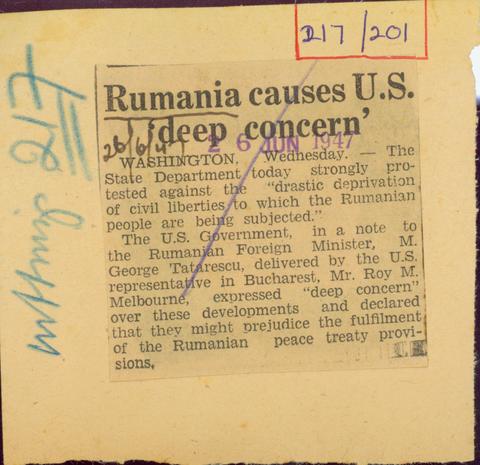 217/201
Rumania causes U.S.
'deep concern'
26/6/47
26 JUN 1947
WASHINGTON, Wednesday. — The
State Department today strongly pro-
tested against the "drastic deprivation
of civil liberties to which the Rumanian
people are being subjected."
The U.S. Government, in a note to
the Rumanian Foreign Minister, M.
George Tatarescu, delivered by the U.S.
representative in Bucharest, Mr. Roy M.
Melbourne, expressed "deep concern"
over these developments and declared
that they might prejudice the fulfilment
of the Rumanian peace treaty provi-
sions.